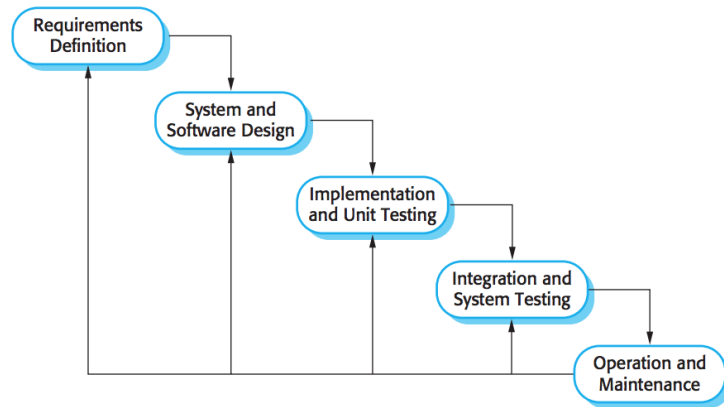 Requirements
Definition
System and
Software Design
Implementation
and Unit Testing
Integration and
System Testing
Operation and
Maintenance